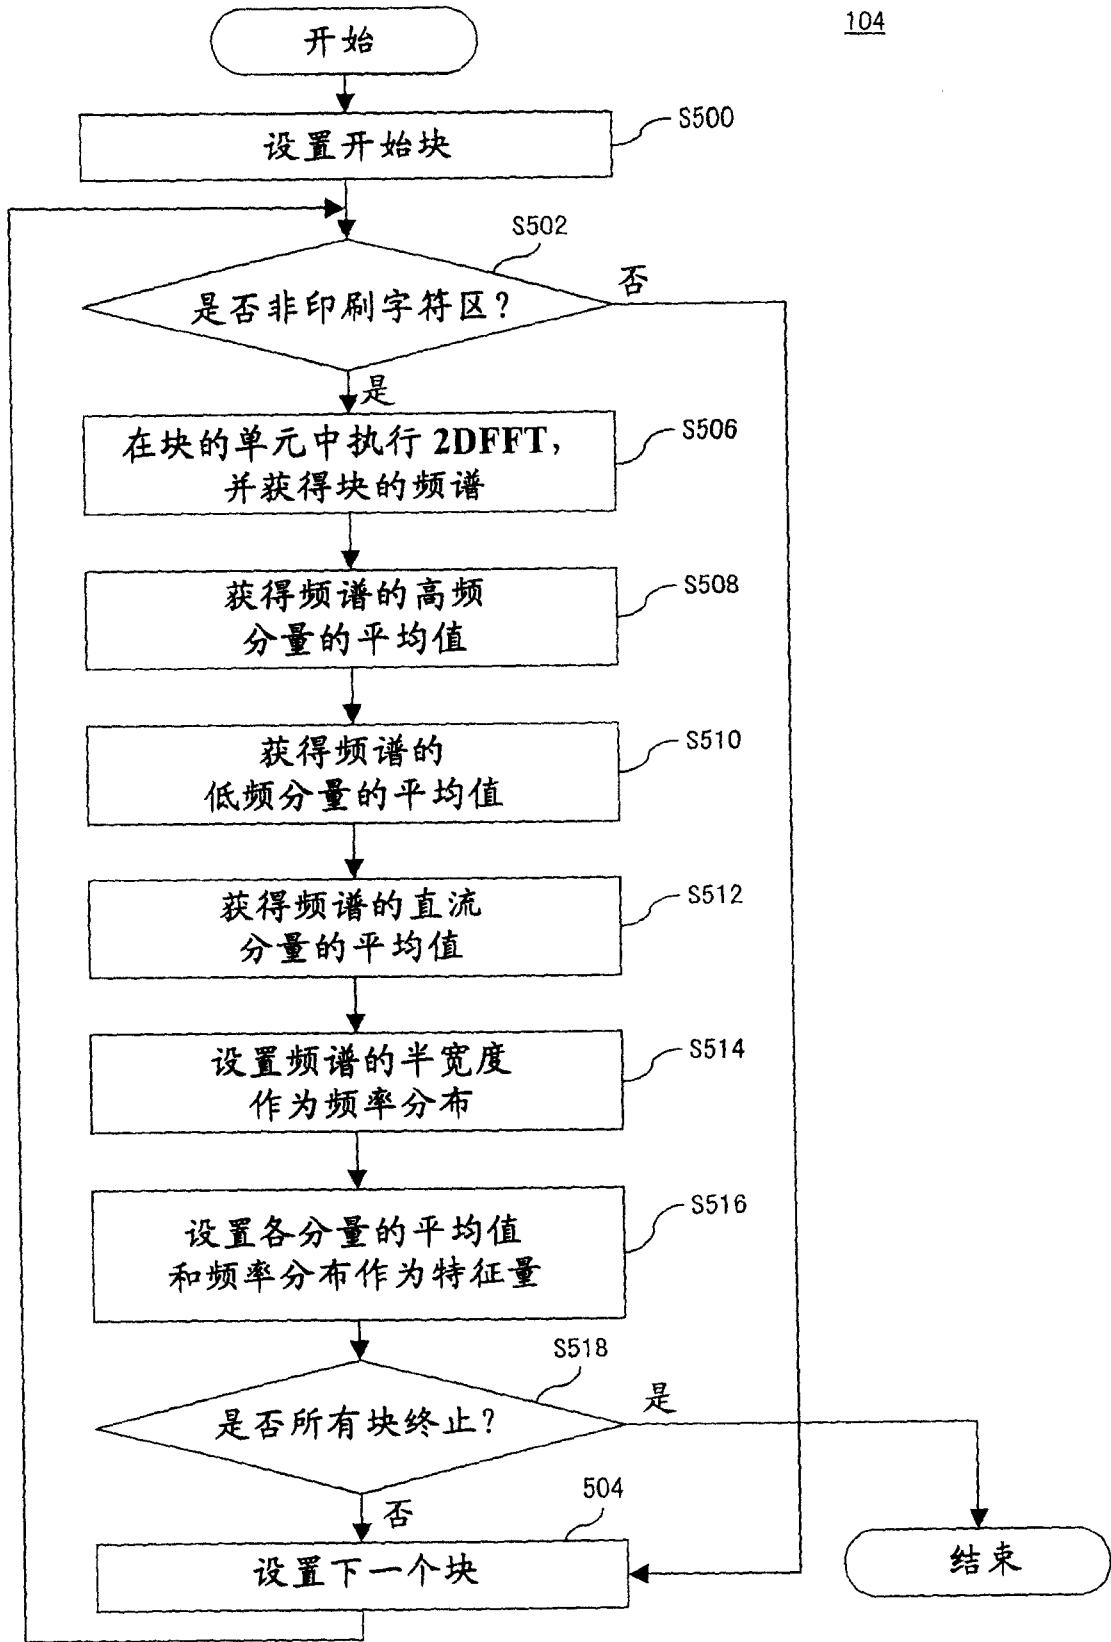 104
开始
设置开始块
S500
S502
是否非印刷字符区?
否
是
在块的单元中执行 2DFFT,
并获得块的频谱
S506
获得频谱的高频
分量的平均值
S508
获得频谱的
低频分量的平均值
S510
获得频谱的直流
分量的平均值
S512
设置频谱的半宽度
作为频率分布
S514
设置各分量的平均值
和频率分布作为特征量
S516
S518
是否所有块终止?
是
否
504
设置下一个块
结束